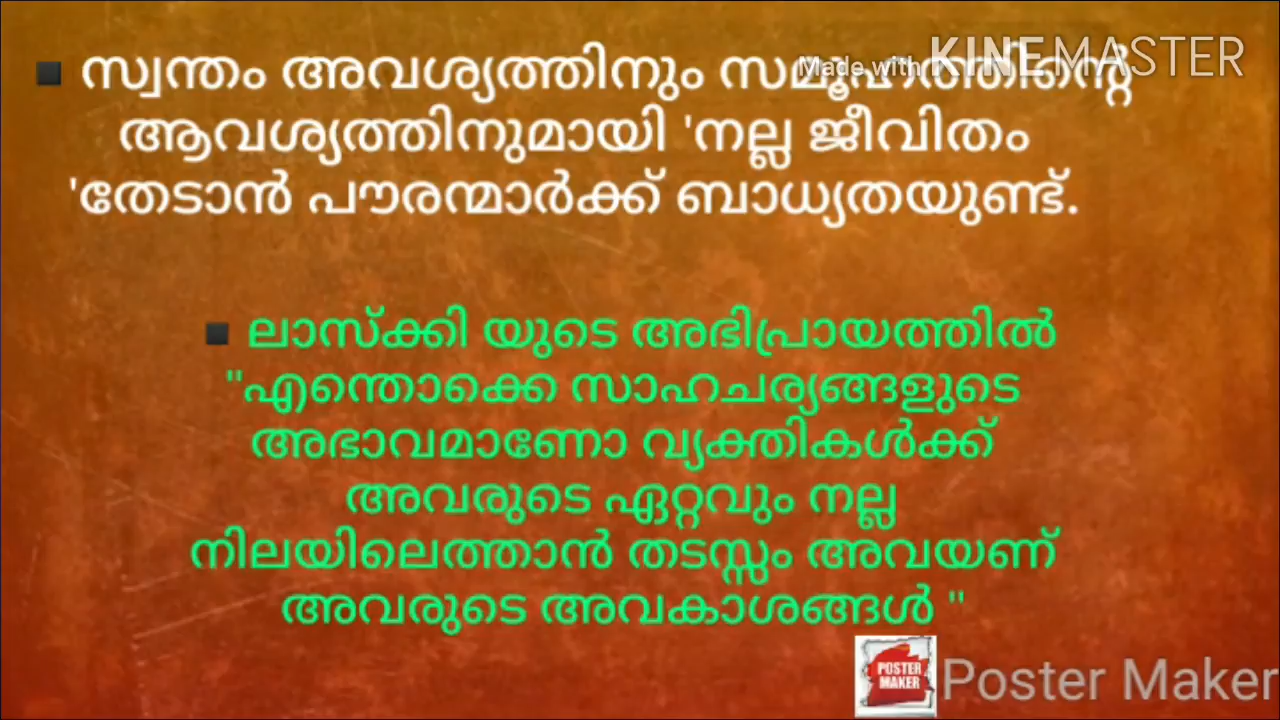 ▪ സ്വന്തം അവശ്യത്തിനും സമൂഹത്തിന്റെ
Made with KINEMASTER
ആവശ്യത്തിനുമായി 'നല്ല ജീവിതം
'തേടാൻ പൗരന്മാർക്ക് ബാധ്യതയുണ്ട്.
▪ ലാസ്ക്കി യുടെ അഭിപ്രായത്തിൽ
"എന്തൊക്കെ സാഹചര്യങ്ങളുടെ
അഭാവമാണോ വ്യക്തികൾക്ക്
അവരുടെ ഏറ്റവും നല്ല
നിലയിലെത്താൻ തടസ്സം അവയണ്
അവരുടെ അവകാശങ്ങൾ "
POSTER
MAKER
Poster Maker